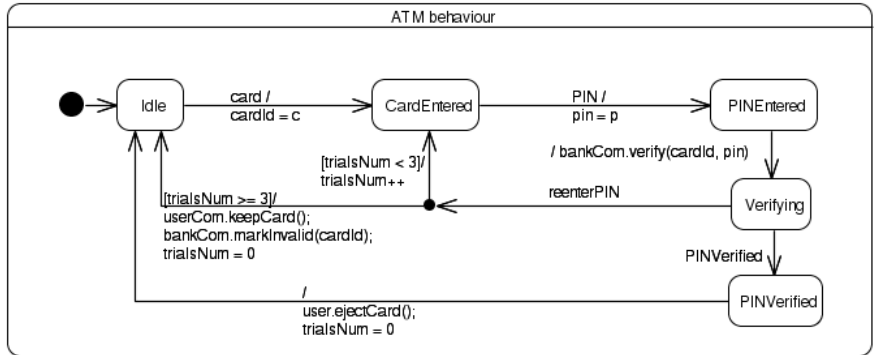 ATM behaviour
Idle
card /
cardId = c
CardEntered
PIN /
pin = p
PINEntered
/ bankCom.verify(cardId, pin)
[trialsNum < 3]/
trialsNum++
reenterPIN
Verifying
[trialsNum >= 3]/
userCom.keepCard();
bankCom.markInvalid(cardId);
trialsNum = 0
PINVerified
PINVerified
/
user.ejectCard();
trialsNum = 0